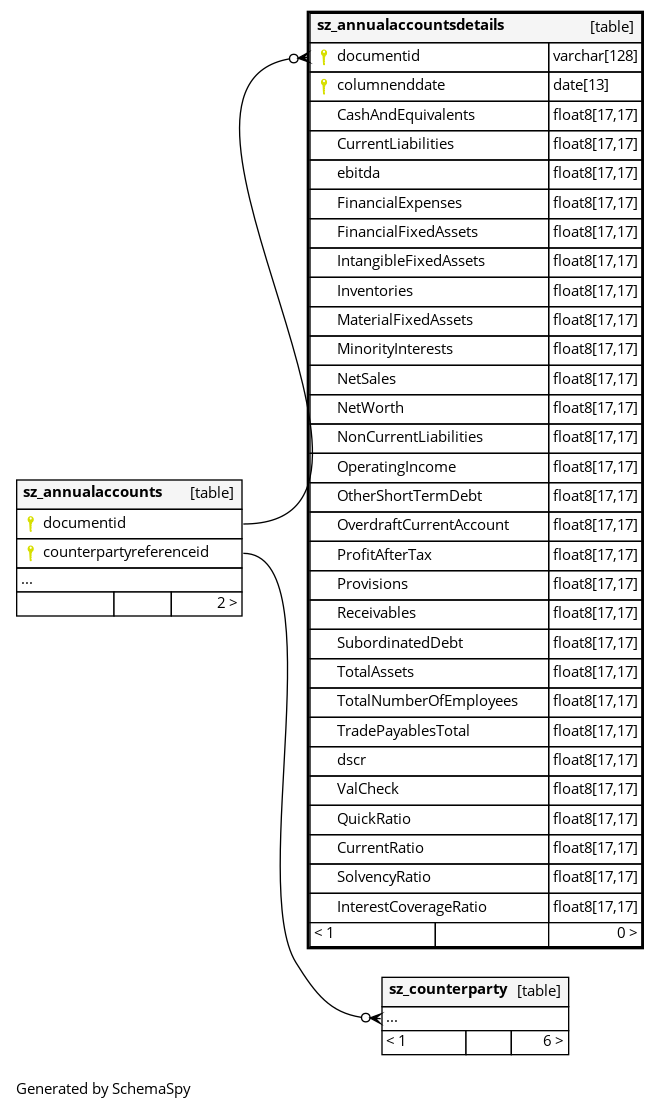 sz_annualaccountsdetails [table]
documentid varchar[128]
columnenddate date[13]
CashAndEquivalents float8[17,17]
CurrentLiabilities float8[17,17]
ebitda float8[17,17]
FinancialExpenses float8[17,17]
FinancialFixedAssets float8[17,17]
IntangibleFixedAssets float8[17,17]
Inventories float8[17,17]
MaterialFixedAssets float8[17,17]
MinorityInterests float8[17,17]
NetSales float8[17,17]
NetWorth float8[17,17]
NonCurrentLiabilities float8[17,17]
OperatingIncome float8[17,17]
OtherShortTermDebt float8[17,17]
OverdraftCurrentAccount float8[17,17]
ProfitAfterTax float8[17,17]
Provisions float8[17,17]
Receivables float8[17,17]
SubordinatedDebt float8[17,17]
TotalAssets float8[17,17]
TotalNumberOfEmployees float8[17,17]
TradePayablesTotal float8[17,17]
dscr float8[17,17]
ValCheck float8[17,17]
QuickRatio float8[17,17]
CurrentRatio float8[17,17]
SolvencyRatio float8[17,17]
InterestCoverageRatio float8[17,17]
< 1 0 >
sz_annualaccounts [table]
documentid
counterpartyreferenceid
...
2 >
sz_counterparty [table]
...
< 1 6 >
Generated by SchemaSpy